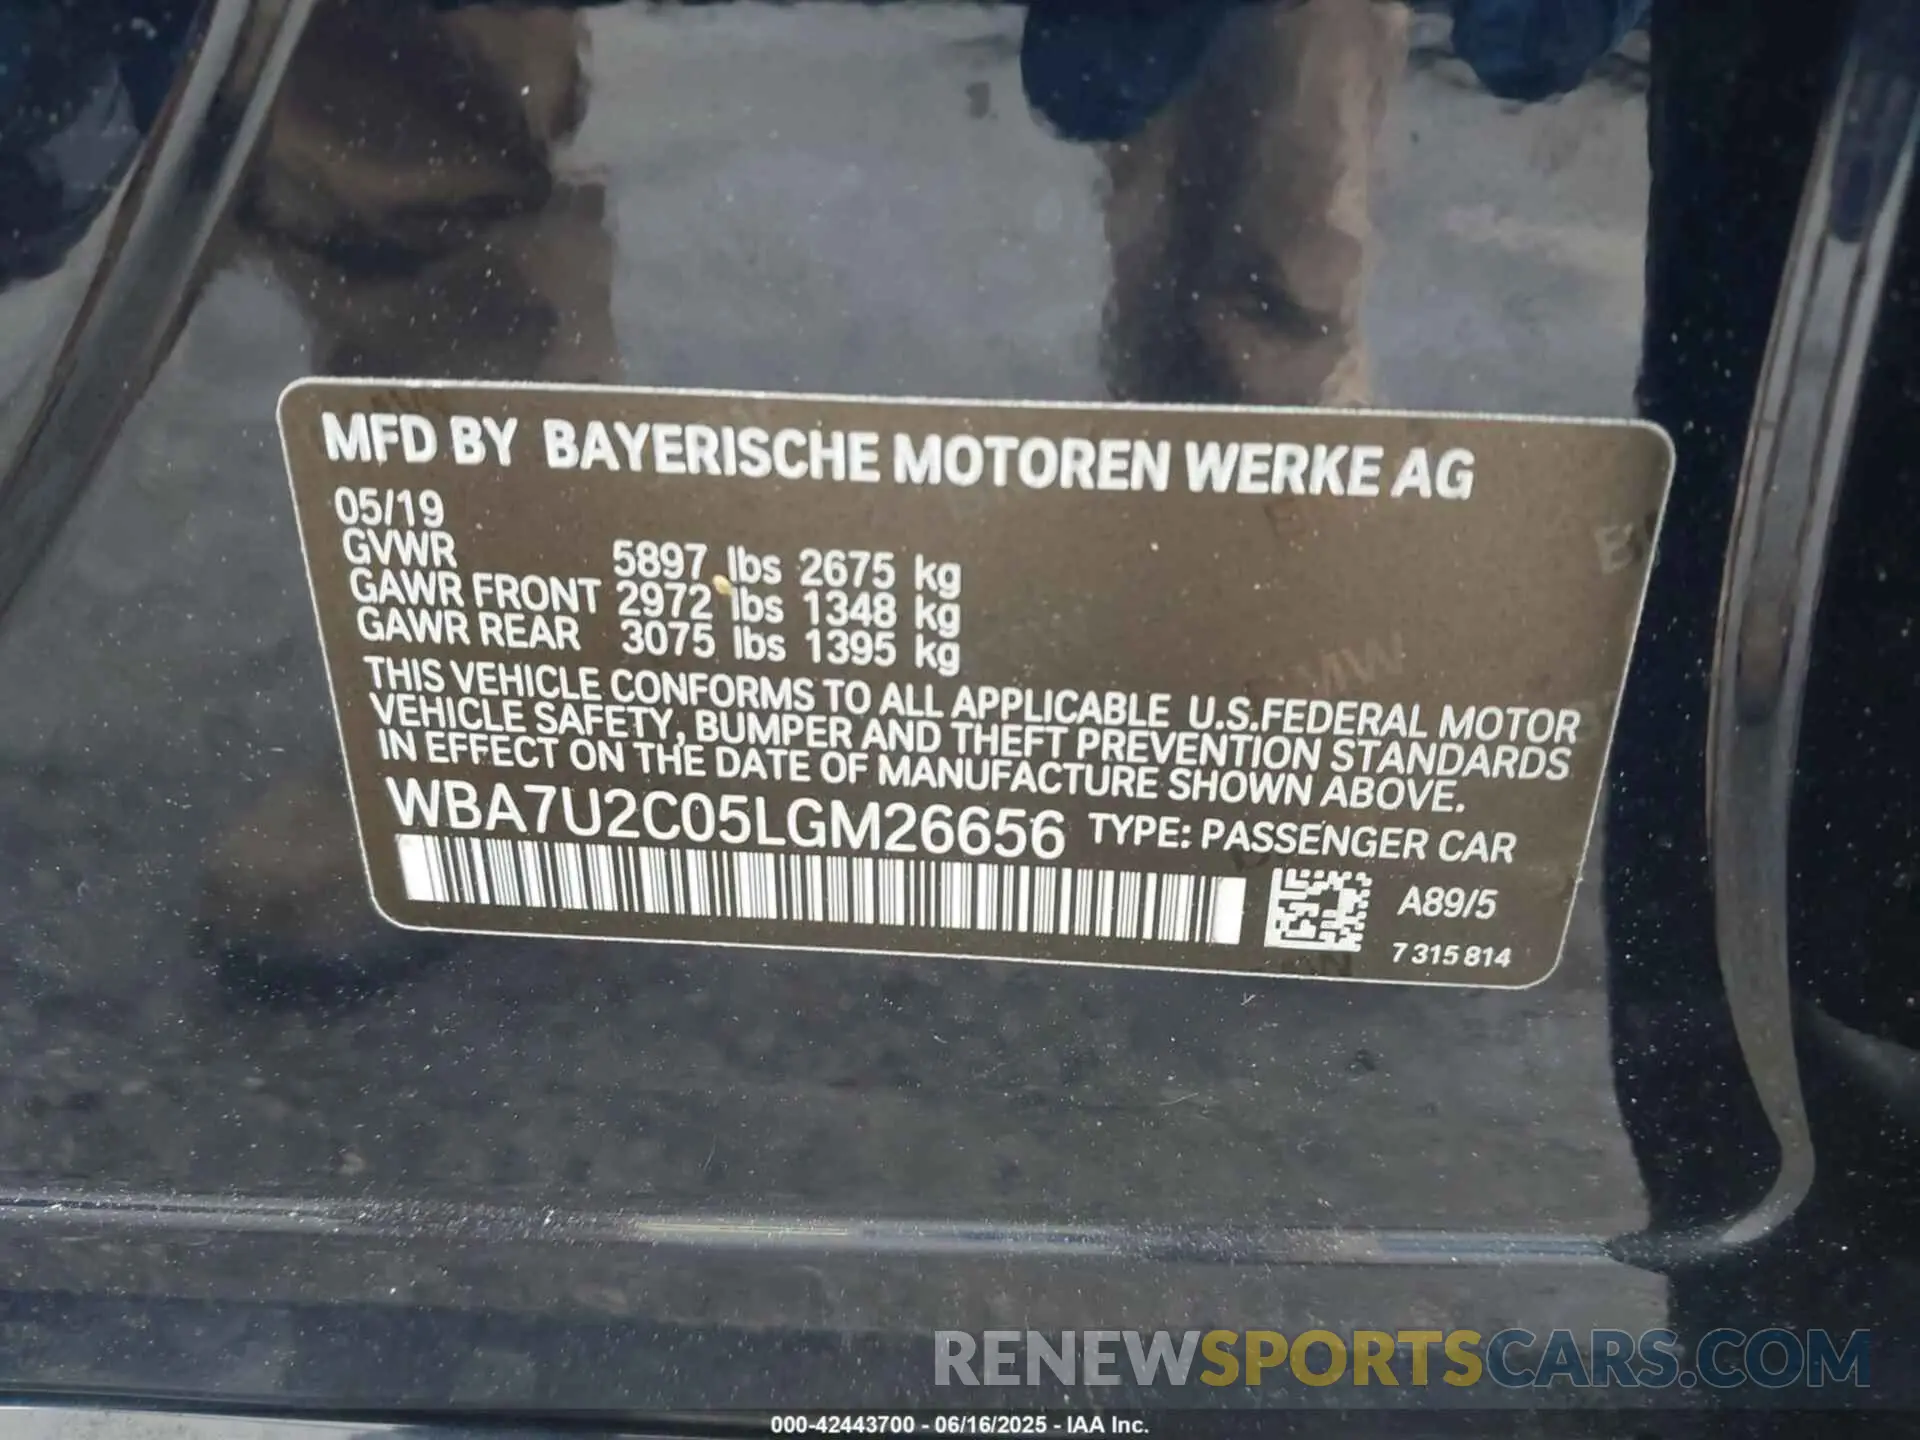 MFD BY BAYERISCHE MOTOREN WERKE AG
05/19
GVWR 5897 lbs 2675 kg
GAWR FRONT 2972 lbs 1348 kg
GAWR REAR 3075 lbs 1395 kg
THIS VEHICLE CONFORMS TO ALL APPLICABLE U.S.FEDERAL MOTOR
VEHICLE SAFETY, BUMPER AND THEFT PREVENTION STANDARDS
IN EFFECT ON THE DATE OF MANUFACTURE SHOWN ABOVE.
WBA7U2C05LGM26656 TYPE: PASSENGER CAR
A89/5
7 315 814
RENEWSPORTSCARS.COM
000-42443700 - 06/16/2025 - IAA Inc.